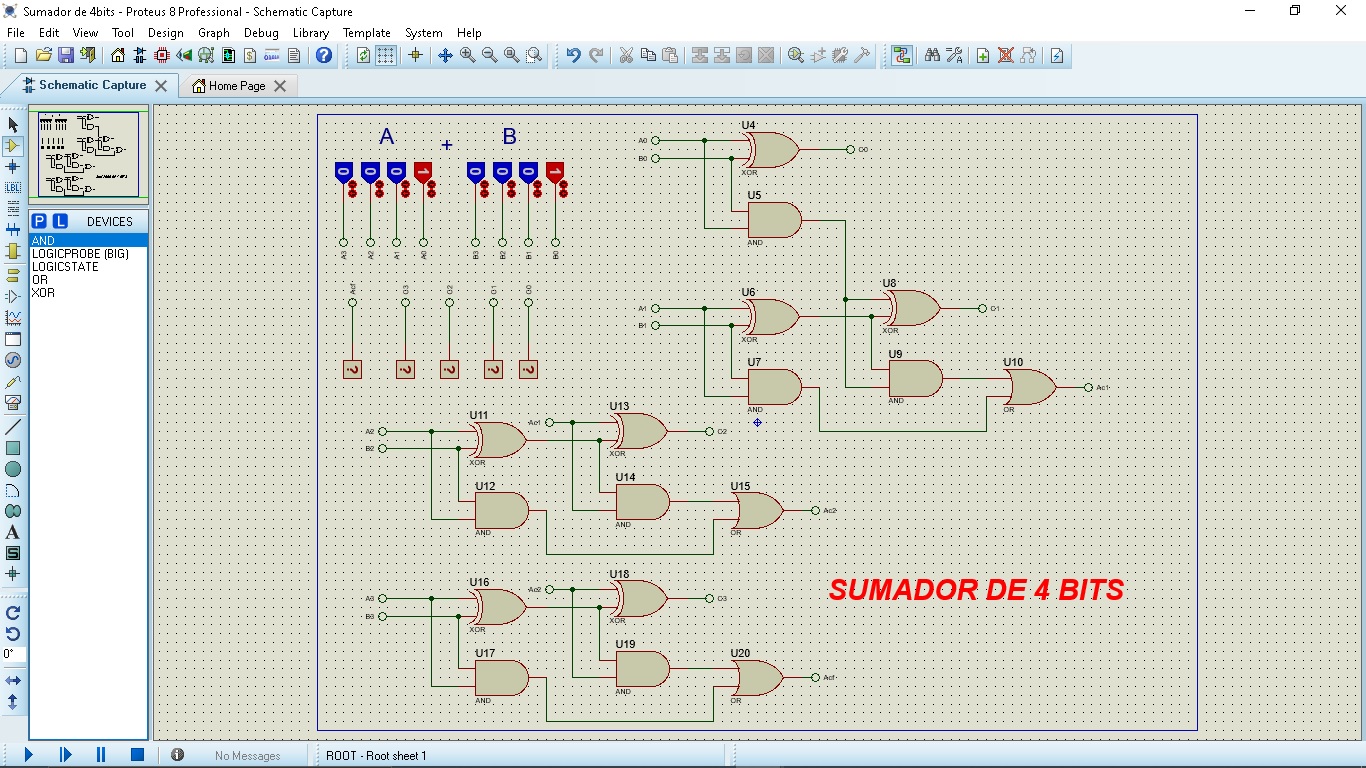 Sumador de 4bits - Proteus 8 Professional - Schematic Capture
File Edit View Tool Design Graph Debug Library Template System Help
Schematic Capture Home Page
P L DEVICES
AND
LOGICPROBE (BIG)
LOGICSTATE
OR
XOR
LBL
A
S
0°
A + B
0 0 0 1 0 0 0 1
A3 A2 A1 A0 B3 B2 B1 B0
Acf O3 O2 O1 O0
? ? ? ? ?
U4
A0
B0
O0
XOR
U5
AND
U6
A1
B1
XOR
U8
O1
XOR
U7
AND
U9
AND
U10
Ac1
OR
U11
A2
B2
XOR
U13
Ac1
O2
XOR
U12
AND
U14
AND
U15
Ac2
OR
U16
A3
B3
XOR
U18
Ac2
O3
XOR
U17
AND
U19
AND
U20
Acf
OR
SUMADOR DE 4 BITS
No Messages
ROOT - Root sheet 1